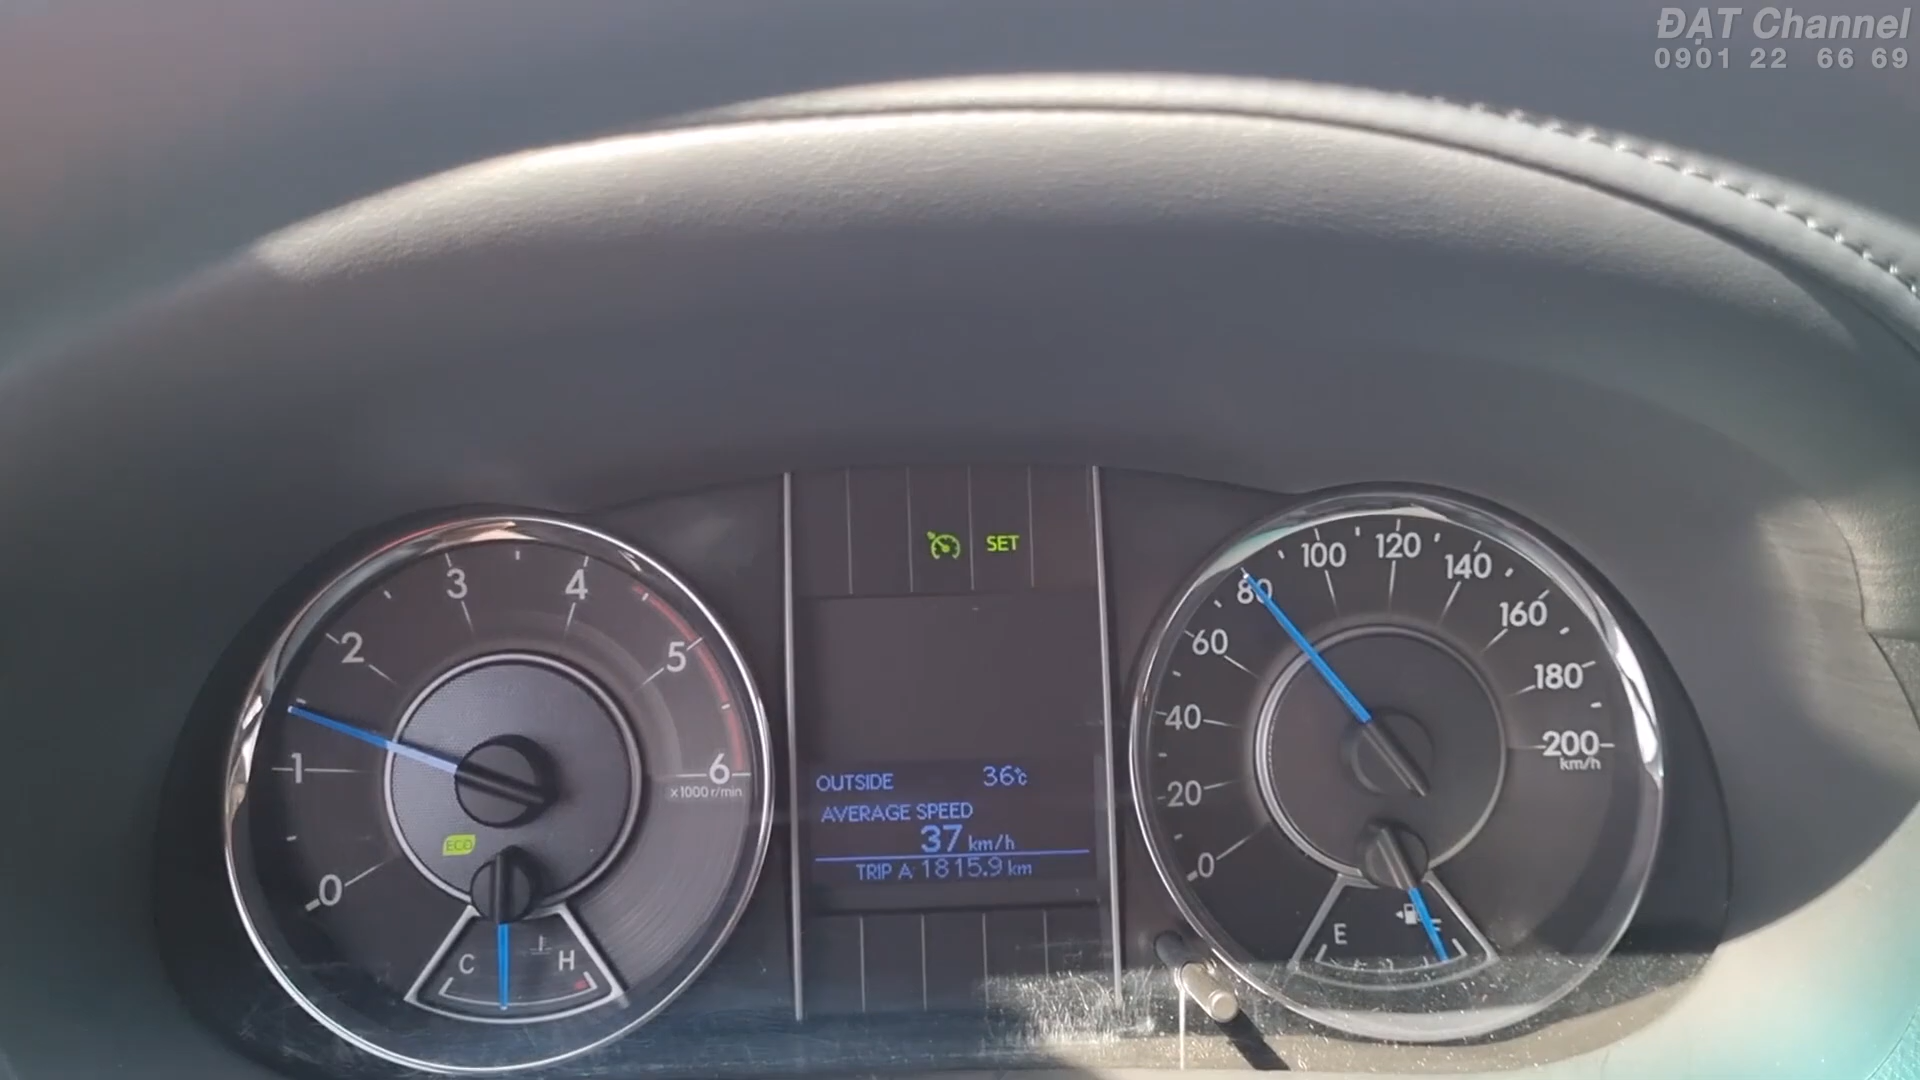 ĐẠT Channel
0901 22 66 69
SET
0
1
2
3
4
5
6
x1000 r/min
ECO
C
H
OUTSIDE 36°C
AVERAGE SPEED
37 km/h
TRIP A 1815.9 km
0
20
40
60
80
100
120
140
160
180
200
km/h
E